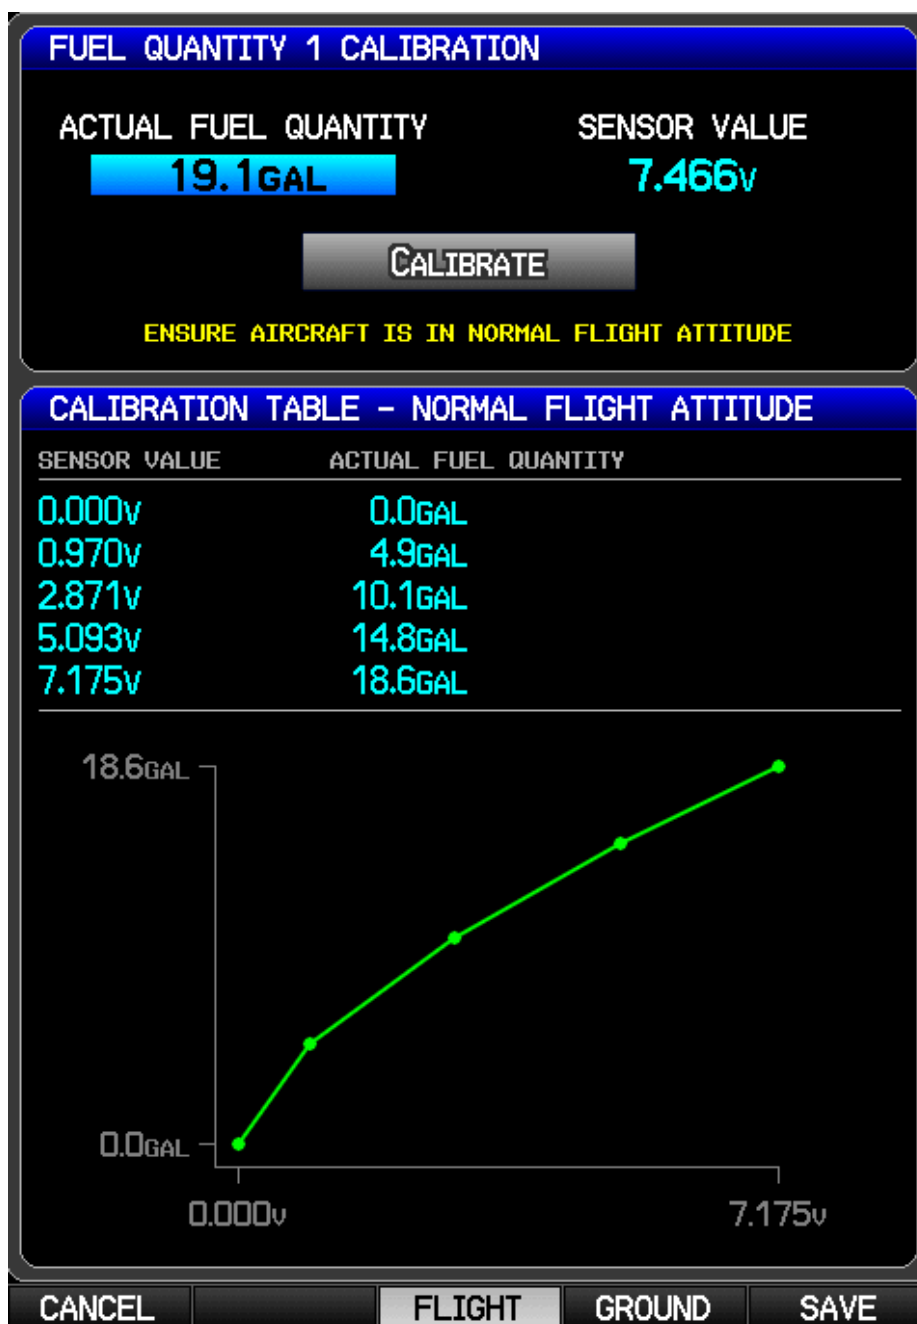 FUEL QUANTITY 1 CALIBRATION
ACTUAL FUEL QUANTITY SENSOR VALUE
19.1GAL 7.466V
CALIBRATE
ENSURE AIRCRAFT IS IN NORMAL FLIGHT ATTITUDE
CALIBRATION TABLE - NORMAL FLIGHT ATTITUDE
SENSOR VALUE ACTUAL FUEL QUANTITY
0.000V 0.0GAL
0.970V 4.9GAL
2.871V 10.1GAL
5.093V 14.8GAL
7.175V 18.6GAL
18.6GAL
0.0GAL
0.000V 7.175V
CANCEL FLIGHT GROUND SAVE